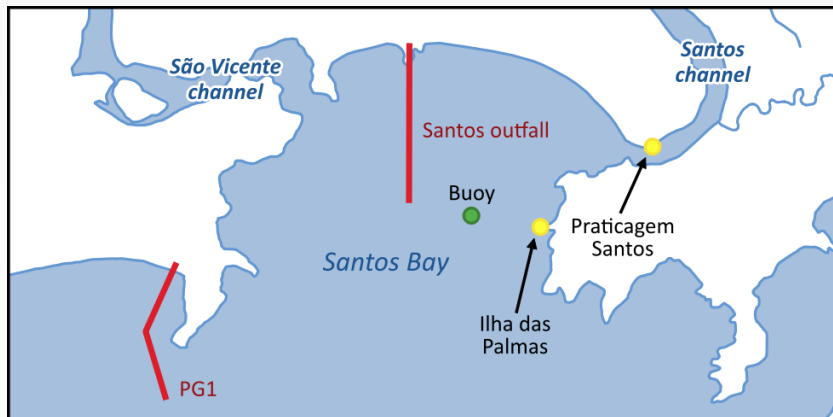 São Vicente
channel
Santos
channel
Santos outfall
Buoy
Praticagem
Santos
Santos Bay
Ilha das
Palmas
PG1